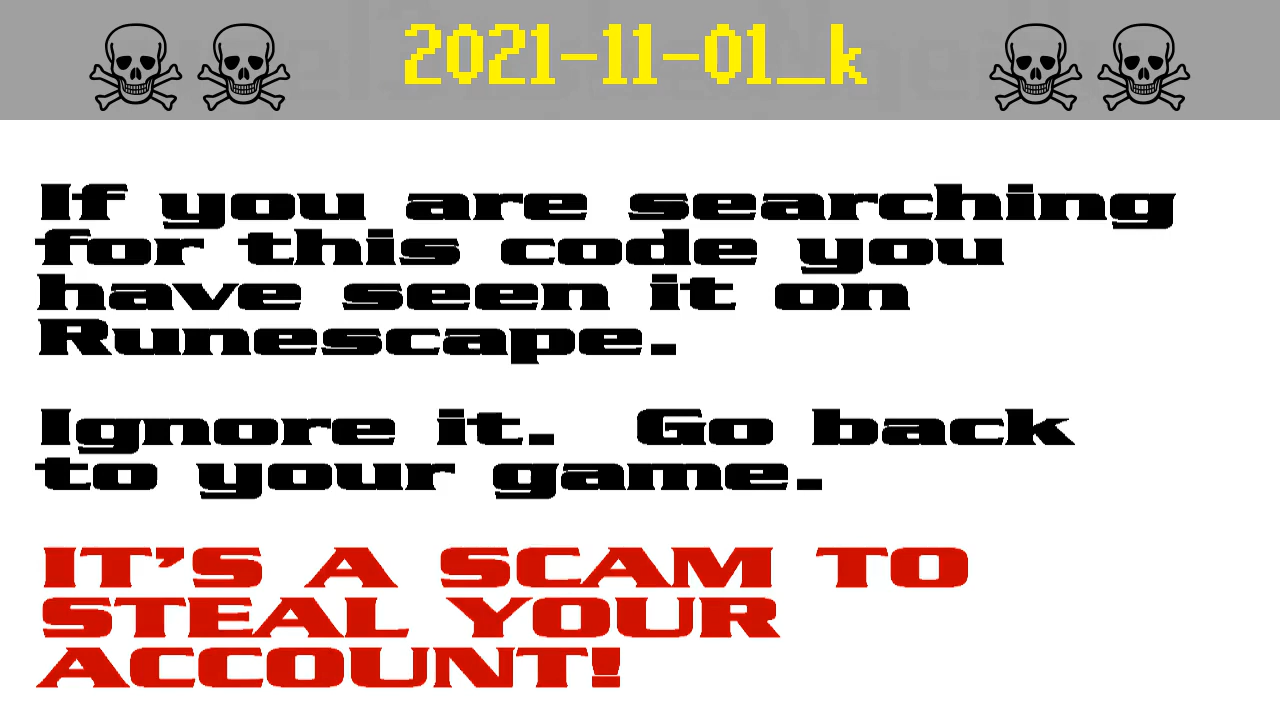 2021-11-01_k
If you are searching
for this code you
have seen it on
Runescape.
Ignore it.  Go back
to your game.
IT'S A SCAM TO
STEAL YOUR
ACCOUNT!